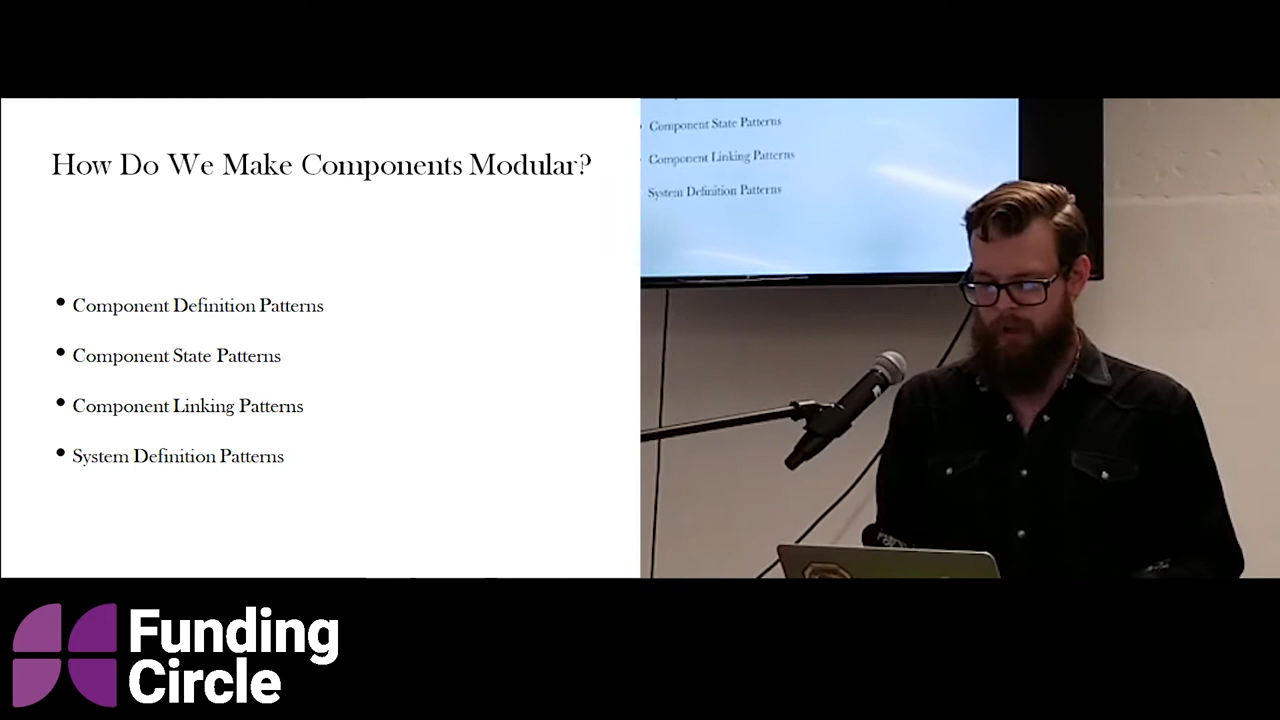 How Do We Make Components Modular?
• Component Definition Patterns
• Component State Patterns
• Component Linking Patterns
• System Definition Patterns
Component State Patterns
Component Linking Patterns
System Definition Patterns
Funding
Circle